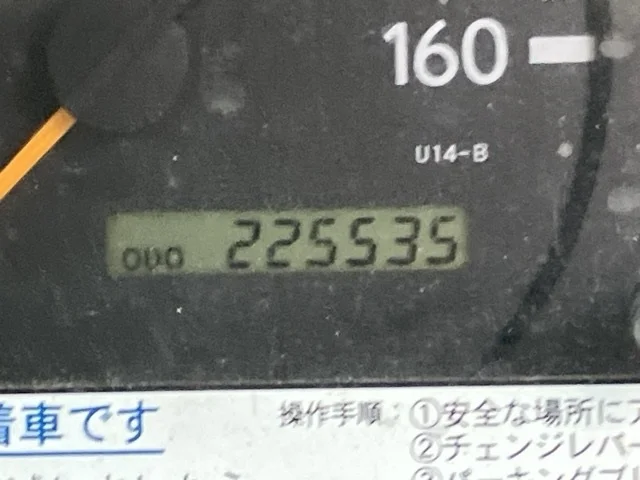 160
U14-B
ODO 225535
着車です
操作手順：①安全な場所に
②チェンジレバー